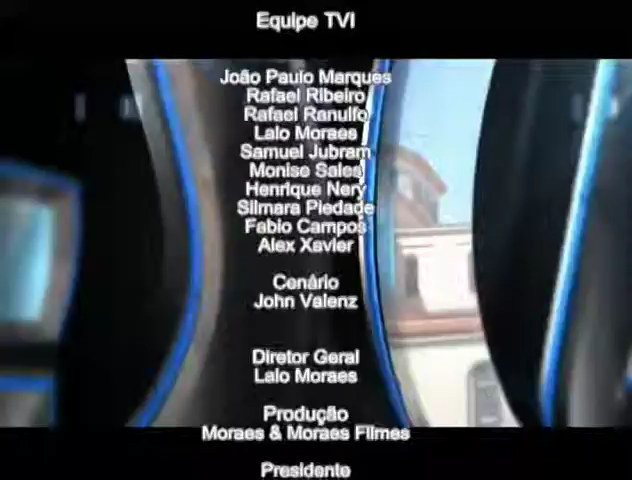 Equipe TVI
João Paulo Marques
Rafael Ribeiro
Rafael Ranulfo
Lalo Moraes
Samuel Jubram
Monise Sales
Henrique Nery
Silmara Piedade
Fabio Campos
Alex Xavier
Cenário
John Valenz
Diretor Geral
Lalo Moraes
Produção
Moraes & Moraes Filmes
Presidente